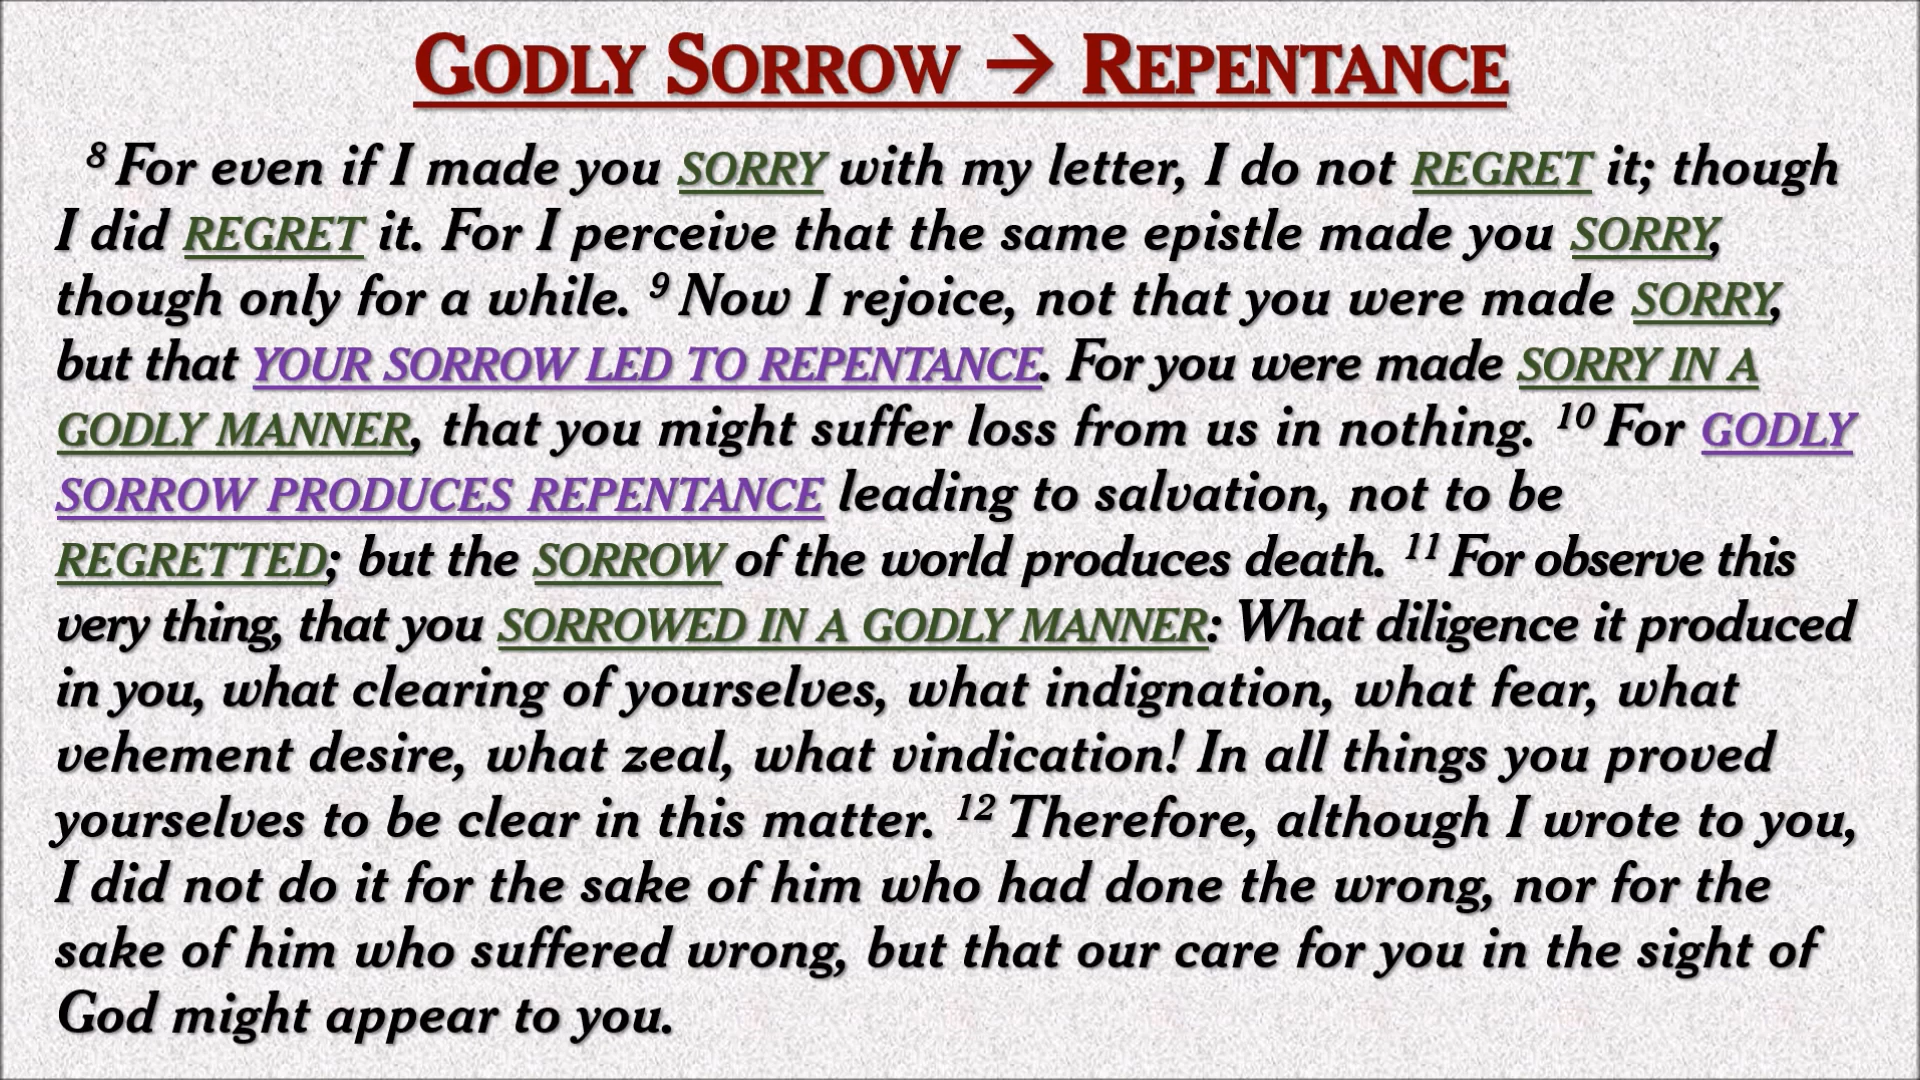 GODLY SORROW → REPENTANCE
8 For even if I made you SORRY with my letter, I do not REGRET it; though
I did REGRET it. For I perceive that the same epistle made you SORRY,
though only for a while. 9 Now I rejoice, not that you were made SORRY,
but that YOUR SORROW LED TO REPENTANCE. For you were made SORRY IN A
GODLY MANNER, that you might suffer loss from us in nothing. 10 For GODLY
SORROW PRODUCES REPENTANCE leading to salvation, not to be
REGRETTED; but the SORROW of the world produces death. 11 For observe this
very thing, that you SORROWED IN A GODLY MANNER: What diligence it produced
in you, what clearing of yourselves, what indignation, what fear, what
vehement desire, what zeal, what vindication! In all things you proved
yourselves to be clear in this matter. 12 Therefore, although I wrote to you,
I did not do it for the sake of him who had done the wrong, nor for the
sake of him who suffered wrong, but that our care for you in the sight of
God might appear to you.